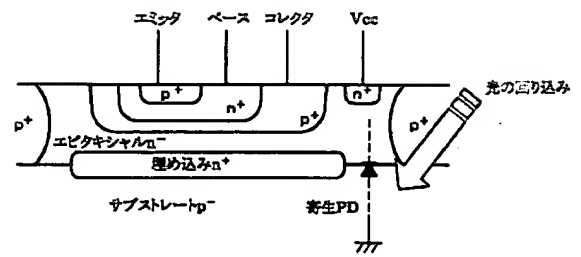 エミッタ ベース コレクタ Vcc
光の回り込み
p⁺ p⁺ n⁺ p⁺ n⁺ p⁺
エピタキシャルn⁻
埋め込みn⁺
サブストレートp⁻ 寄生PD